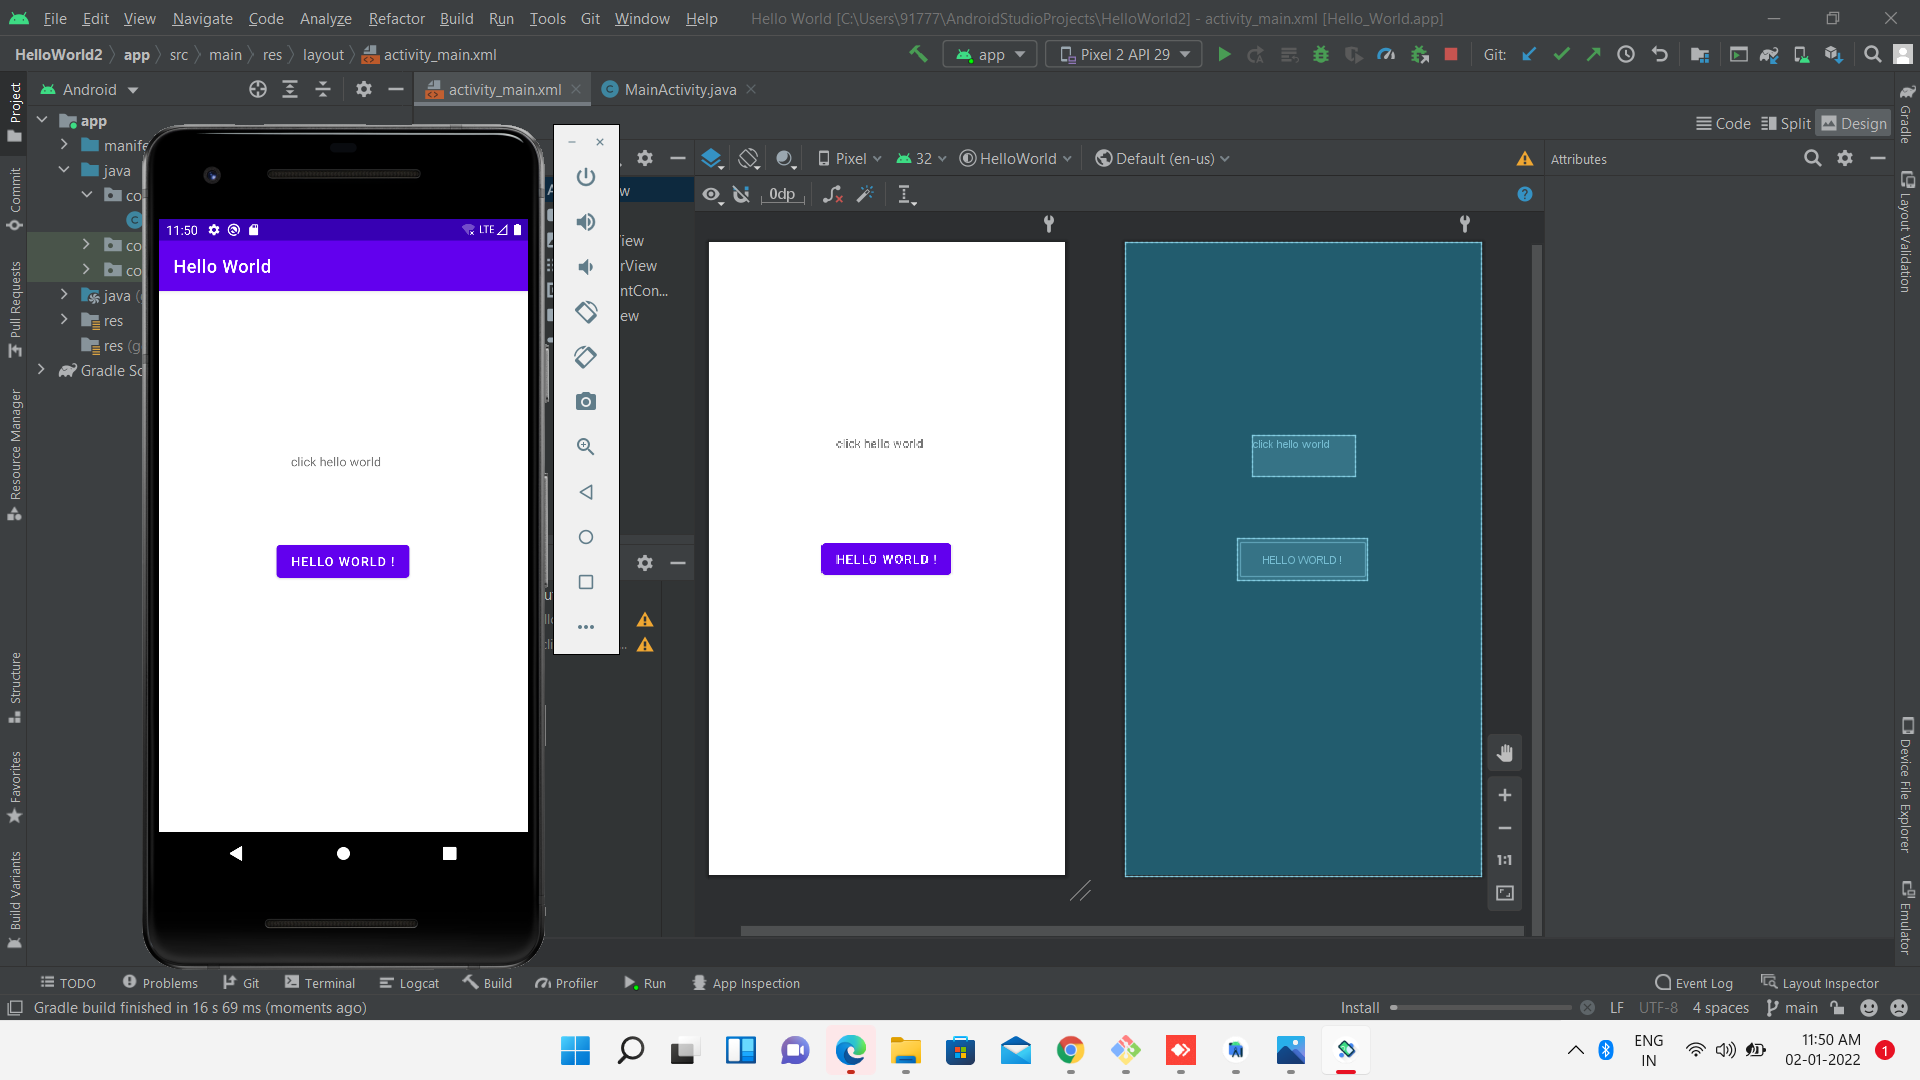 File Edit View Navigate Code Analyze Refactor Build Run Tools Git Window Help Hello World [C:\Users\91777\AndroidStudioProjects\HelloWorld2] - activity_main.xml [Hello_World.app]
HelloWorld2 app src main res layout activity_main.xml app Pixel 2 API 29 Git:
Android activity_main.xml MainActivity.java
Code Split Design
Pixel 32 HelloWorld Default (en-us) Attributes
0dp
Project
Commit
Pull Requests
Resource Manager
Structure
Favorites
Build Variants
app
manife
java
co
co
co
java (
res
res (g
Gradle Sc
11:50 LTE
Hello World
click hello world
HELLO WORLD !
w
iew
rView
ntCon...
ew
click hello world
HELLO WORLD !
click hello world
HELLO WORLD !
1:1
Gradle
Layout Validation
Device File Explorer
Emulator
TODO Problems Git Terminal Logcat Build Profiler Run App Inspection Event Log Layout Inspector
Gradle build finished in 16 s 69 ms (moments ago) Install LF UTF-8 4 spaces main
ENG
IN
11:50 AM
02-01-2022
1